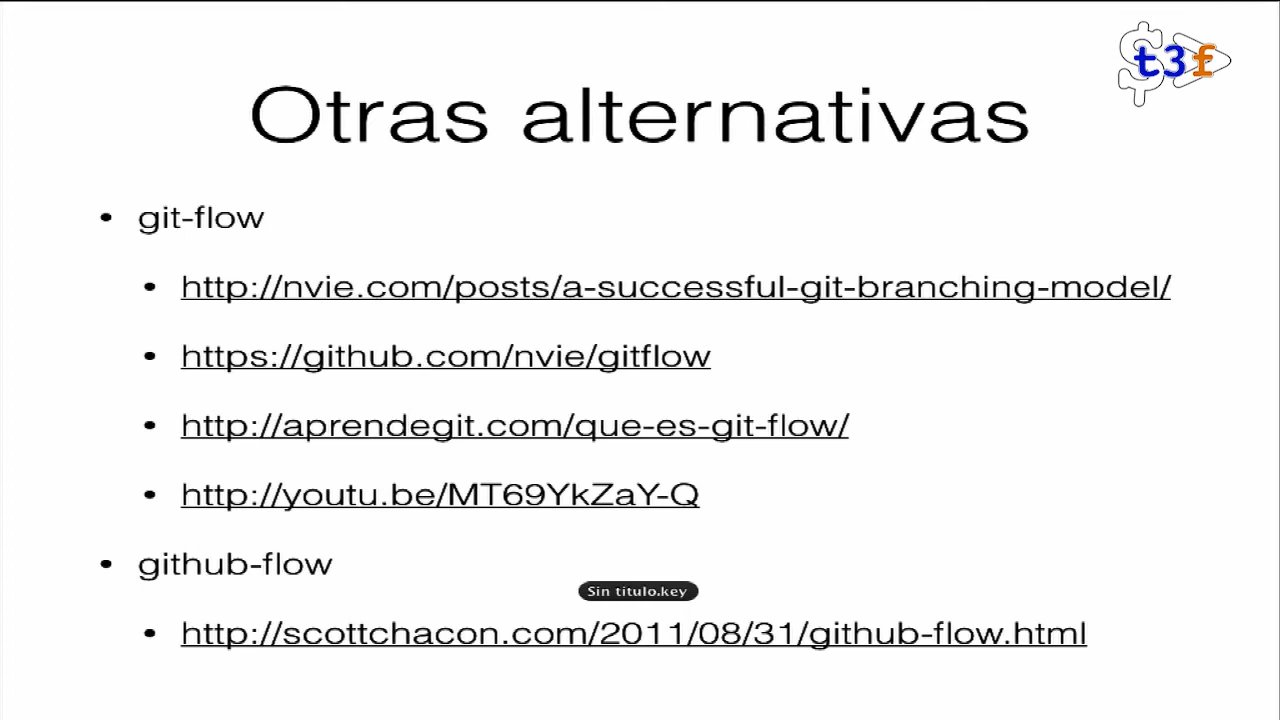 $t3f
Otras alternativas
• git-flow
• http://nvie.com/posts/a-successful-git-branching-model/
• https://github.com/nvie/gitflow
• http://aprendegit.com/que-es-git-flow/
• http://youtu.be/MT69YkZaY-Q
• github-flow
Sin titulo.key
• http://scottchacon.com/2011/08/31/github-flow.html